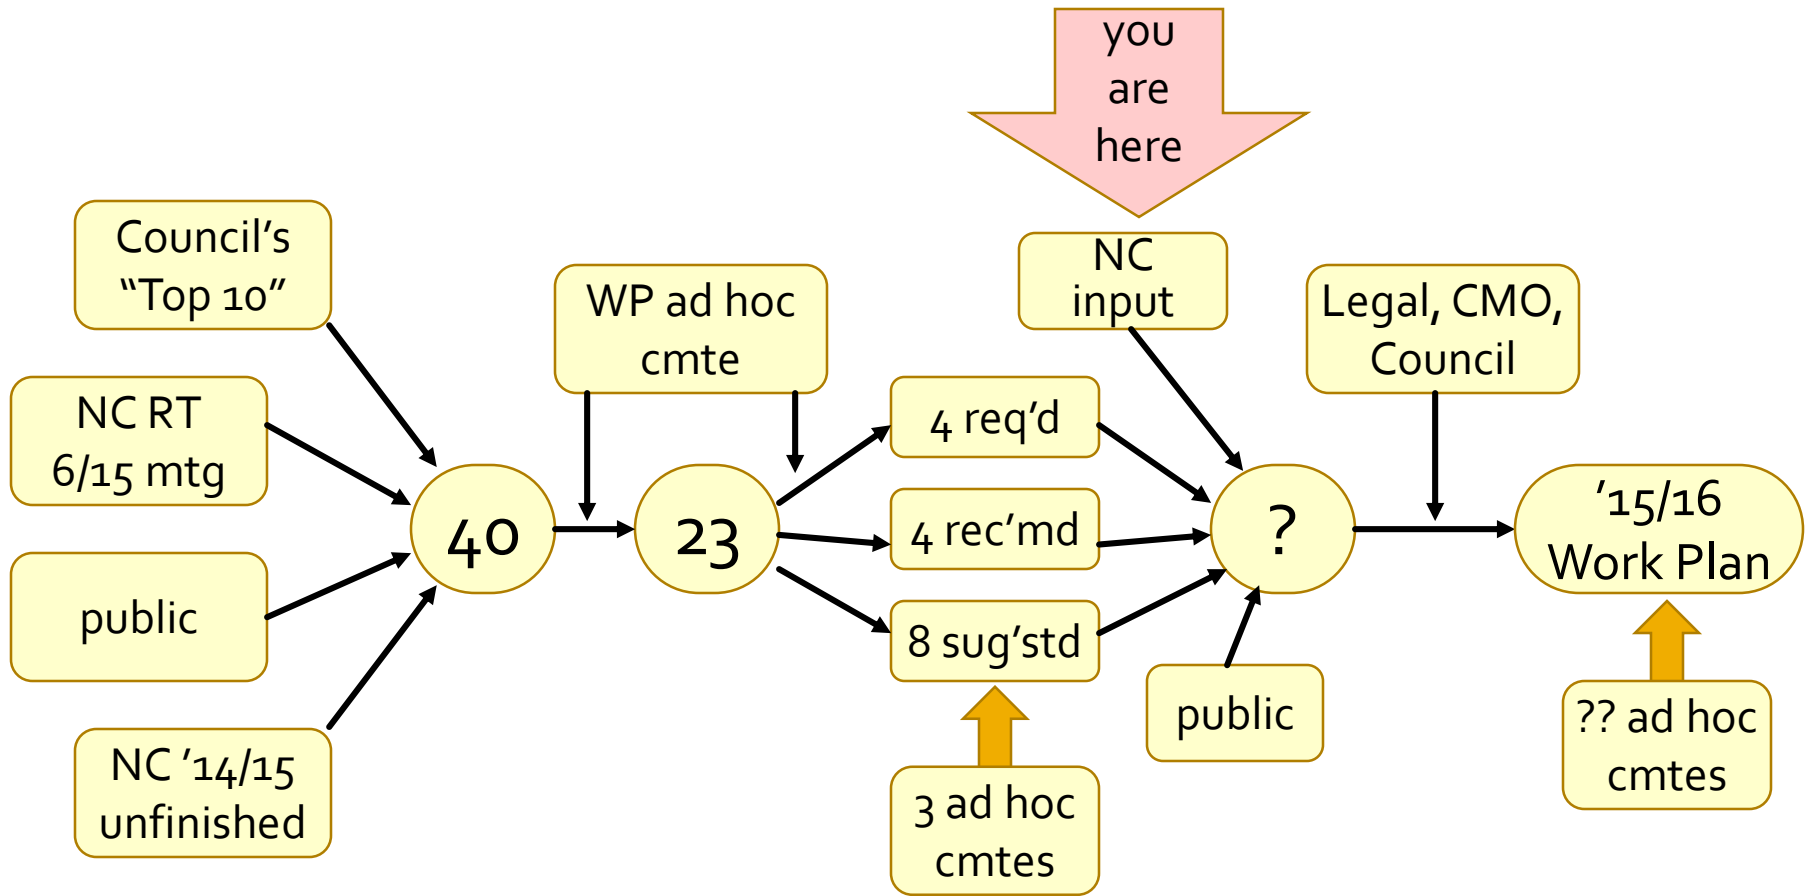 you
are
here
Council’s
“Top 10”
NC RT
6/15 mtg
public
NC ’14/15
unfinished
40
WP ad hoc
cmte
23
4 req’d
4 rec’md
8 sug’std
3 ad hoc
cmtes
NC
input
?
public
Legal, CMO,
Council
’15/16
Work Plan
?? ad hoc
cmtes